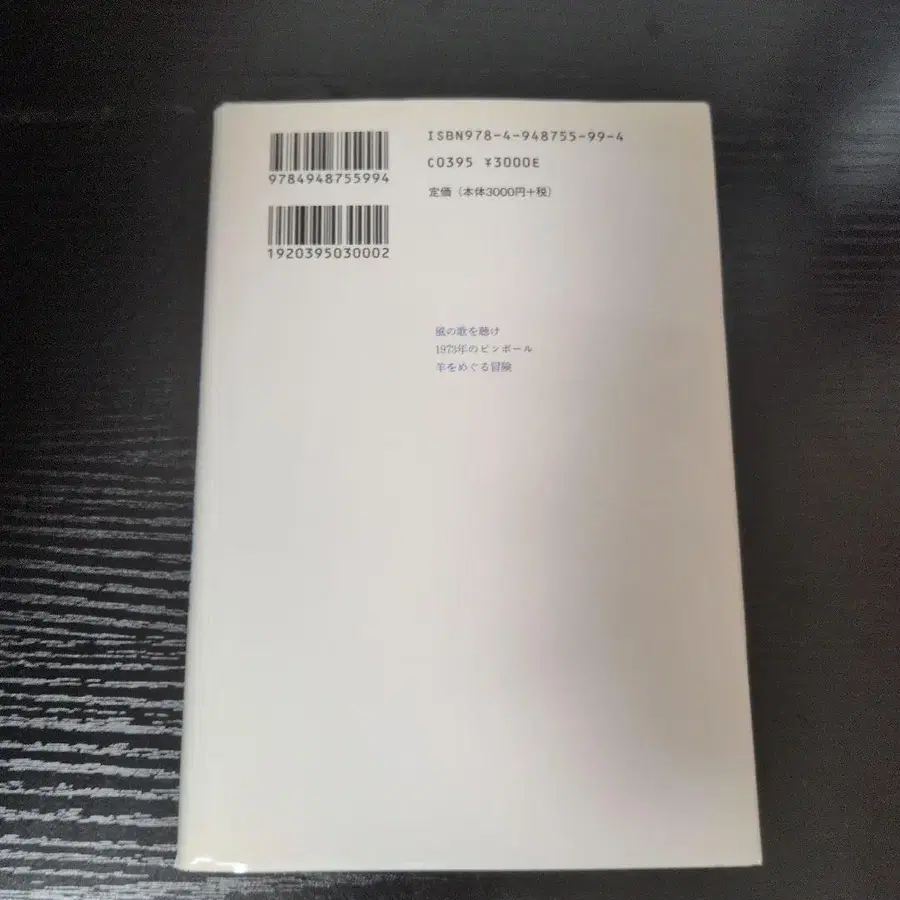 9784948755994
1920395030002
ISBN978-4-948755-99-4
C0395 ¥3000E
定価（本体3000円+税）
風の歌を聴け
1973年のピンボール
羊をめぐる冒険